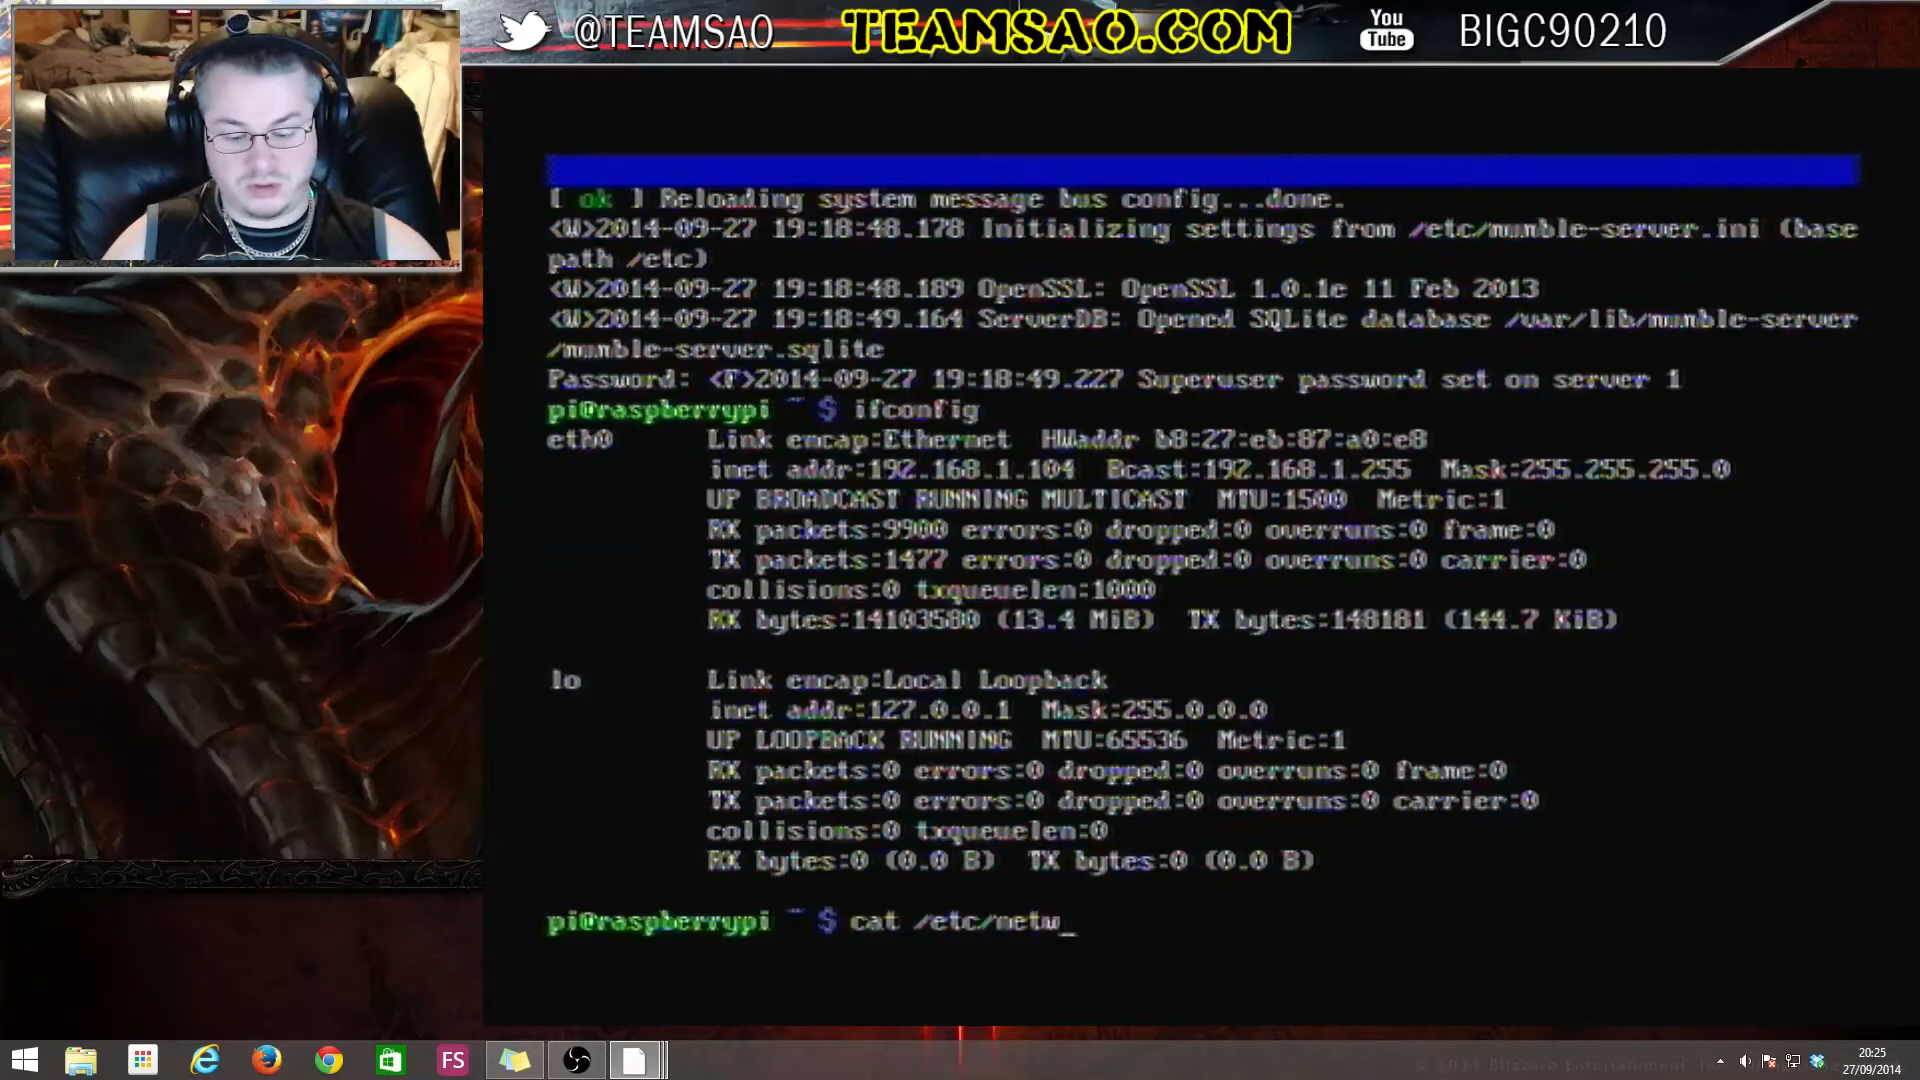 @TEAMSAO TEAMSAO.COM You Tube BIGC90210
[ ok ] Reloading system message bus config...done.
<W>2014-09-27 19:18:48.178 Initializing settings from /etc/mumble-server.ini (base
path /etc)
<W>2014-09-27 19:18:48.189 OpenSSL: OpenSSL 1.0.1e 11 Feb 2013
<W>2014-09-27 19:18:49.164 ServerDB: Opened SQLite database /var/lib/mumble-server
/mumble-server.sqlite
Password: <F>2014-09-27 19:18:49.227 Superuser password set on server 1
pi@raspberrypi ~ $ ifconfig
eth0 Link encap:Ethernet HWaddr b8:27:eb:87:a0:e8
inet addr:192.168.1.104 Bcast:192.168.1.255 Mask:255.255.255.0
UP BROADCAST RUNNING MULTICAST MTU:1500 Metric:1
RX packets:9900 errors:0 dropped:0 overruns:0 frame:0
TX packets:1477 errors:0 dropped:0 overruns:0 carrier:0
collisions:0 txqueuelen:1000
RX bytes:14103580 (13.4 MiB) TX bytes:148181 (144.7 KiB)
lo Link encap:Local Loopback
inet addr:127.0.0.1 Mask:255.0.0.0
UP LOOPBACK RUNNING MTU:65536 Metric:1
RX packets:0 errors:0 dropped:0 overruns:0 frame:0
TX packets:0 errors:0 dropped:0 overruns:0 carrier:0
collisions:0 txqueuelen:0
RX bytes:0 (0.0 B) TX bytes:0 (0.0 B)
pi@raspberrypi ~ $ cat /etc/netw_
FS
20:25
27/09/2014